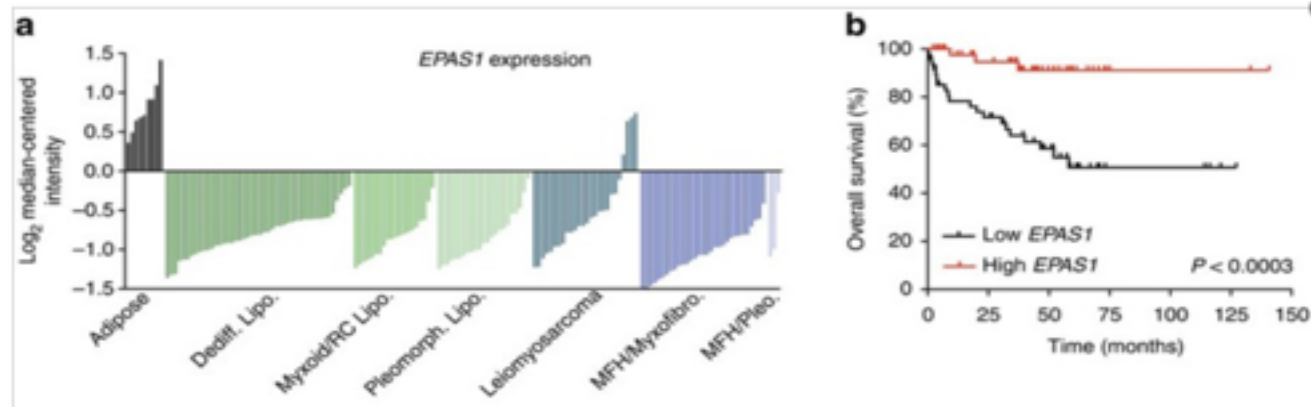 a
EPAS1 expression
Log2 median-centered
intensity
1.5
1.0
0.5
0.0
−0.5
−1.0
−1.5
Adipose
Dediff. Lipo.
Myxoid/RC Lipo.
Pleomorph. Lipo.
Leiomyosarcoma
MFH/Myxofibro.
MFH/Pleo.
b
Overall survival (%)
100
80
60
40
20
0
Low EPAS1
High EPAS1
P < 0.0003
0 25 50 75 100 125 150
Time (months)